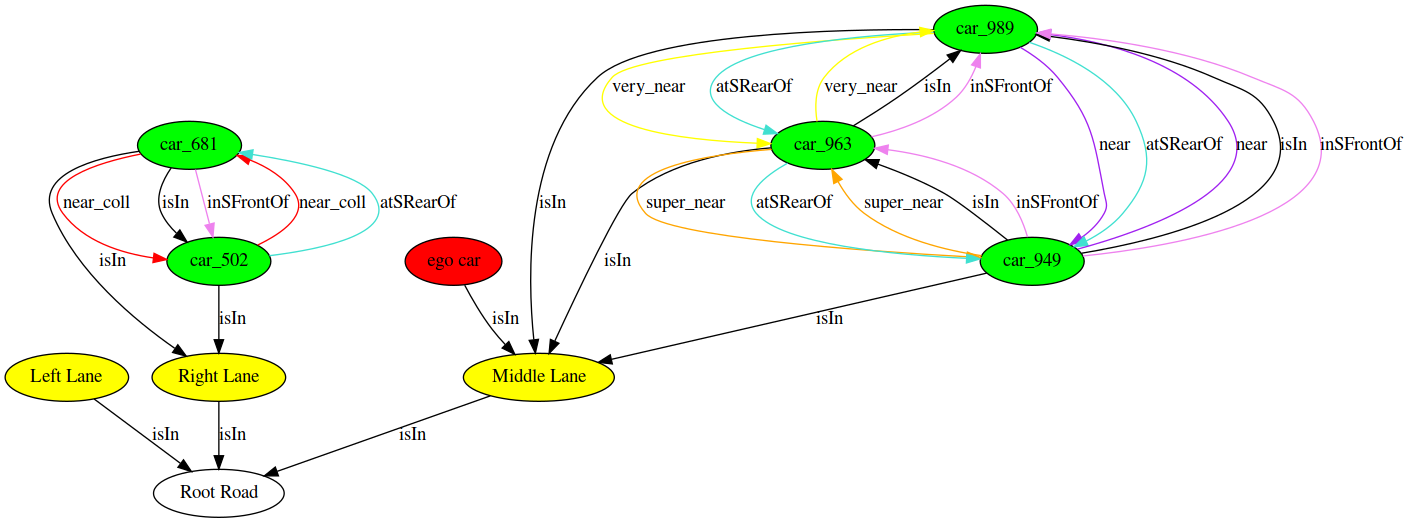 car_989
very_near
atSRearOf
very_near
isIn
inSFrontOf
car_681
car_963
near
atSRearOf
near
isIn
inSFrontOf
near_coll
isIn
inSFrontOf
near_coll
atSRearOf
isIn
super_near
atSRearOf
super_near
isIn
inSFrontOf
isIn
car_502
ego car
isIn
car_949
isIn
isIn
isIn
Left Lane
Right Lane
Middle Lane
isIn
isIn
isIn
Root Road